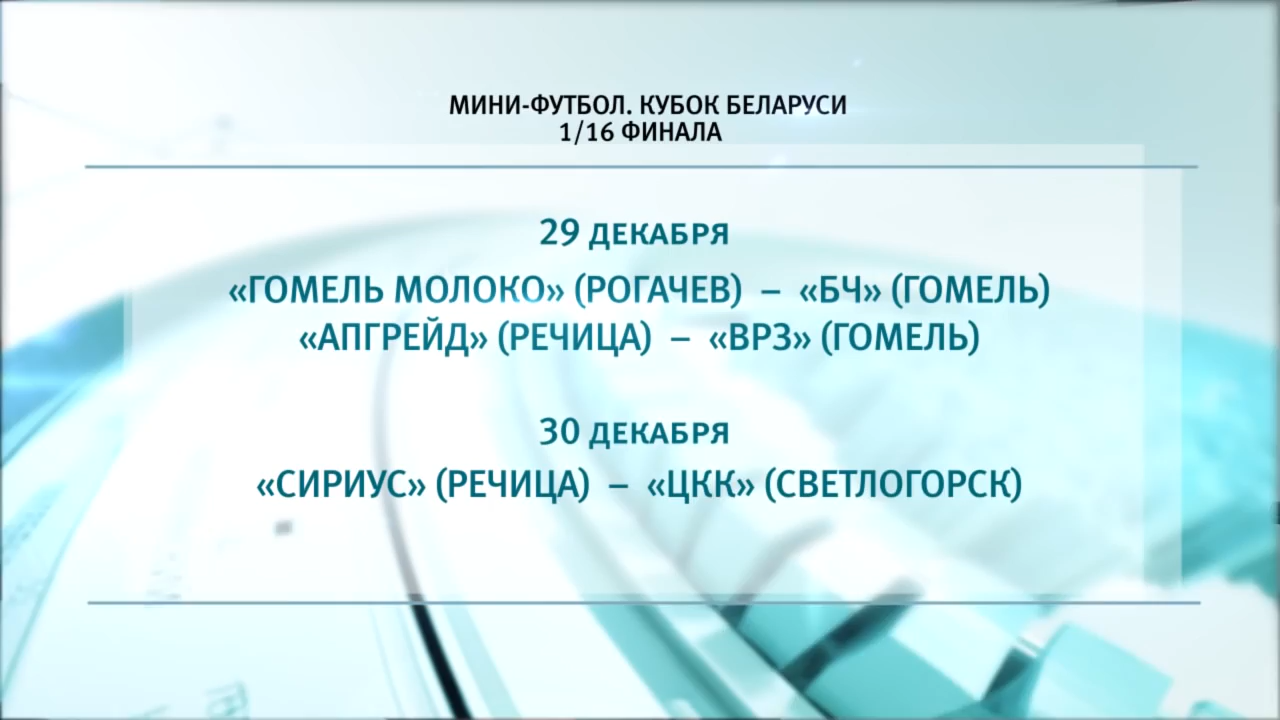 МИНИ-ФУТБОЛ. КУБОК БЕЛАРУСИ
1/16 ФИНАЛА
29 ДЕКАБРЯ
«ГОМЕЛЬ МОЛОКО» (РОГАЧЕВ) – «БЧ» (ГОМЕЛЬ)
«АПГРЕЙД» (РЕЧИЦА) – «ВРЗ» (ГОМЕЛЬ)
30 ДЕКАБРЯ
«СИРИУС» (РЕЧИЦА) – «ЦКК» (СВЕТЛОГОРСК)